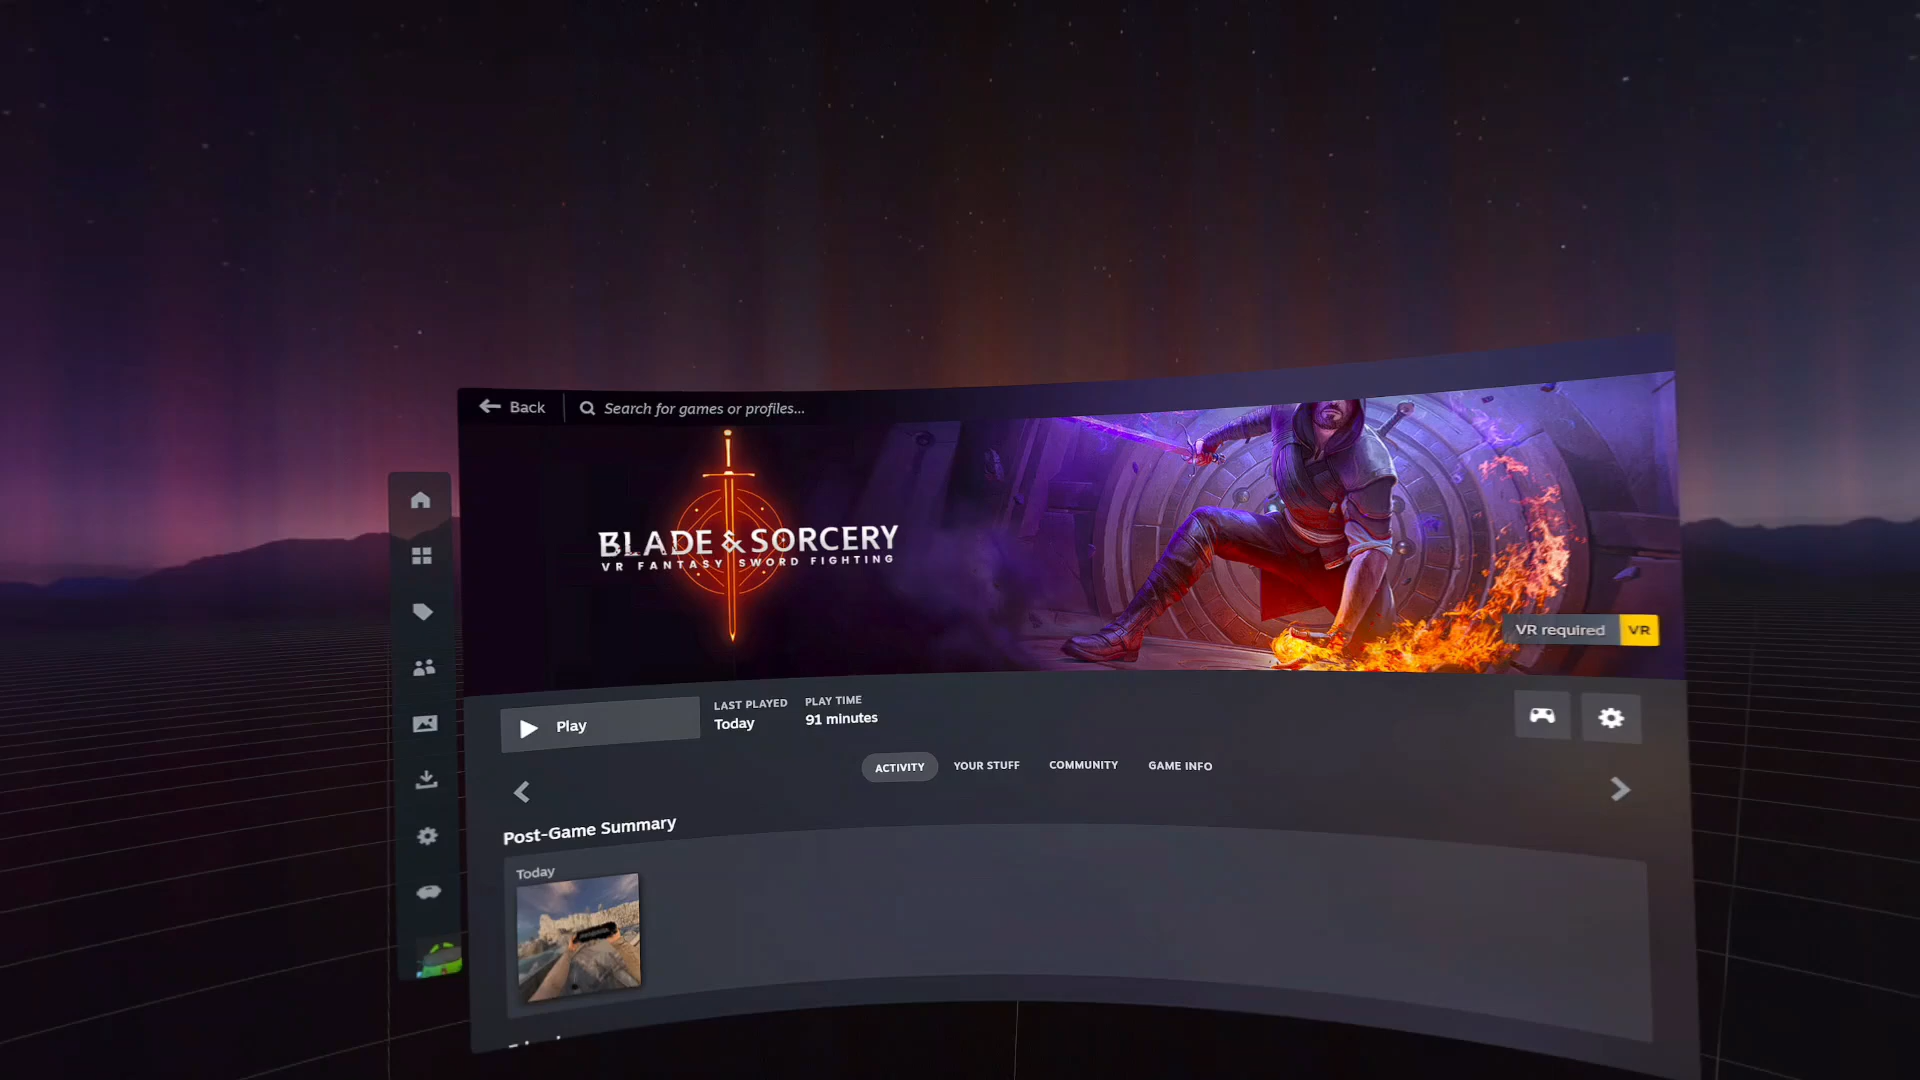 Back
Search for games or profiles...
BLADE & SORCERY
VR FANTASY SWORD FIGHTING
VR required VR
Play
LAST PLAYED
Today
PLAY TIME
91 minutes
ACTIVITY YOUR STUFF COMMUNITY GAME INFO
Post-Game Summary
Today